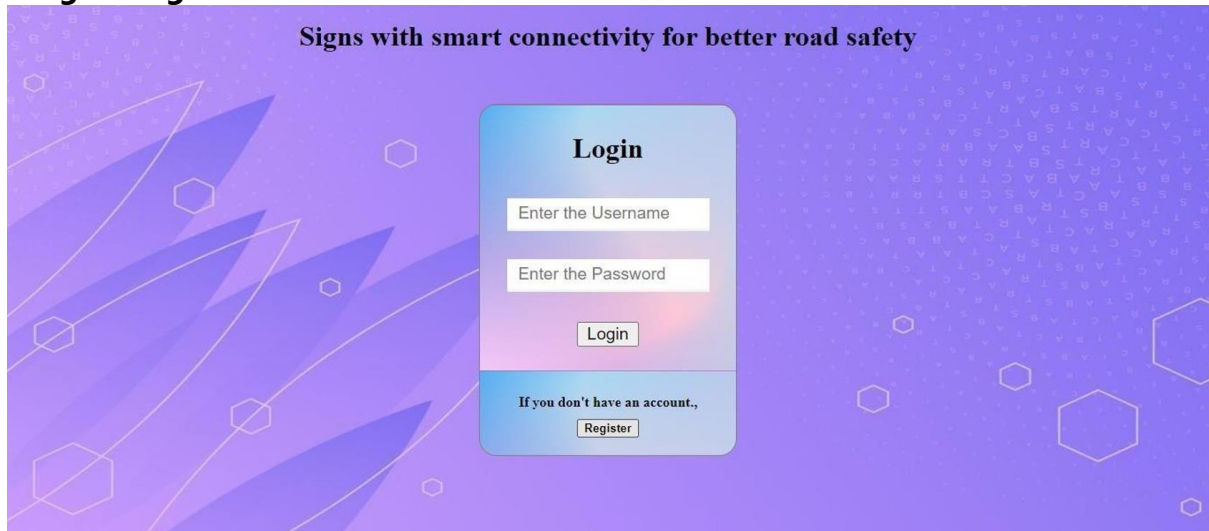 Signs with smart connectivity for better road safety
Login
Enter the Username
Enter the Password
Login
If you don't have an account.,
Register